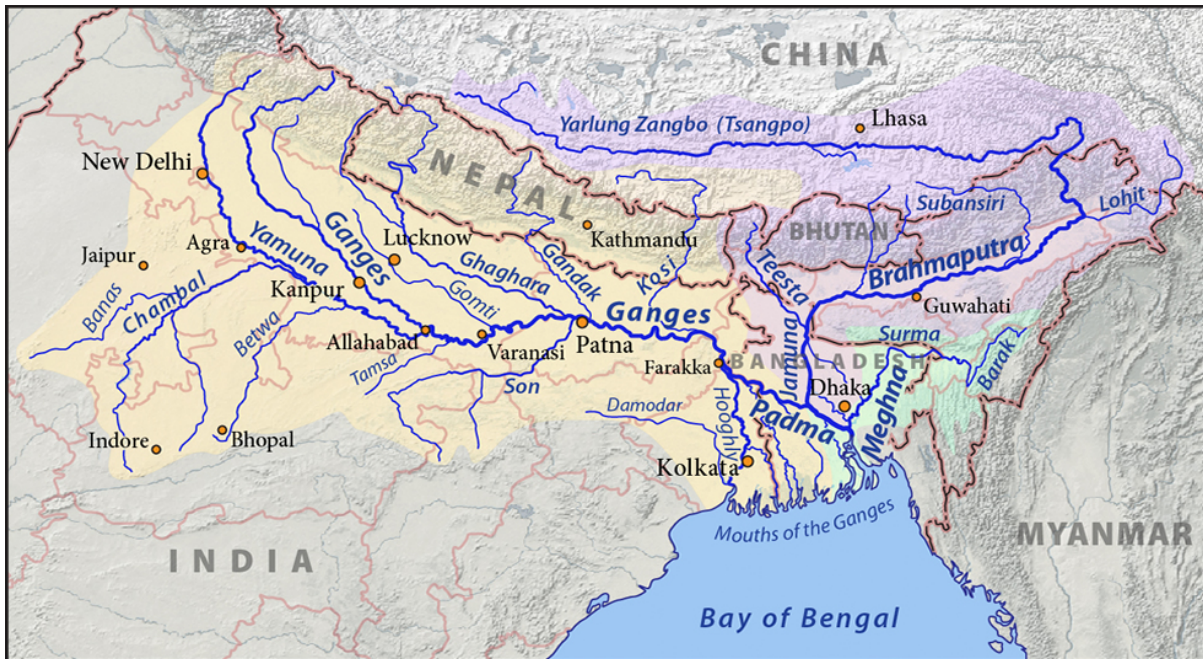 CHINA
Lhasa
Yarlung Zangbo (Tsangpo)
New Delhi
NEPAL
Subansiri
Lohit
BHUTAN
Kathmandu
Agra
Yamuna
Ganges
Lucknow
Ghaghara
Gandak
Kosi
Teesta
Brahmaputra
Jaipur
Banas
Chambal
Kanpur
Gomti
Ganges
Guwahati
Betwa
Allahabad
Varanasi
Patna
Surma
Tamsa
Son
Farakka
BANGLADESH
Jamuna
Barak
Dhaka
Meghna
Damodar
Hooghly
Padma
Indore
Bhopal
Kolkata
Mouths of the Ganges
INDIA
MYANMAR
Bay of Bengal